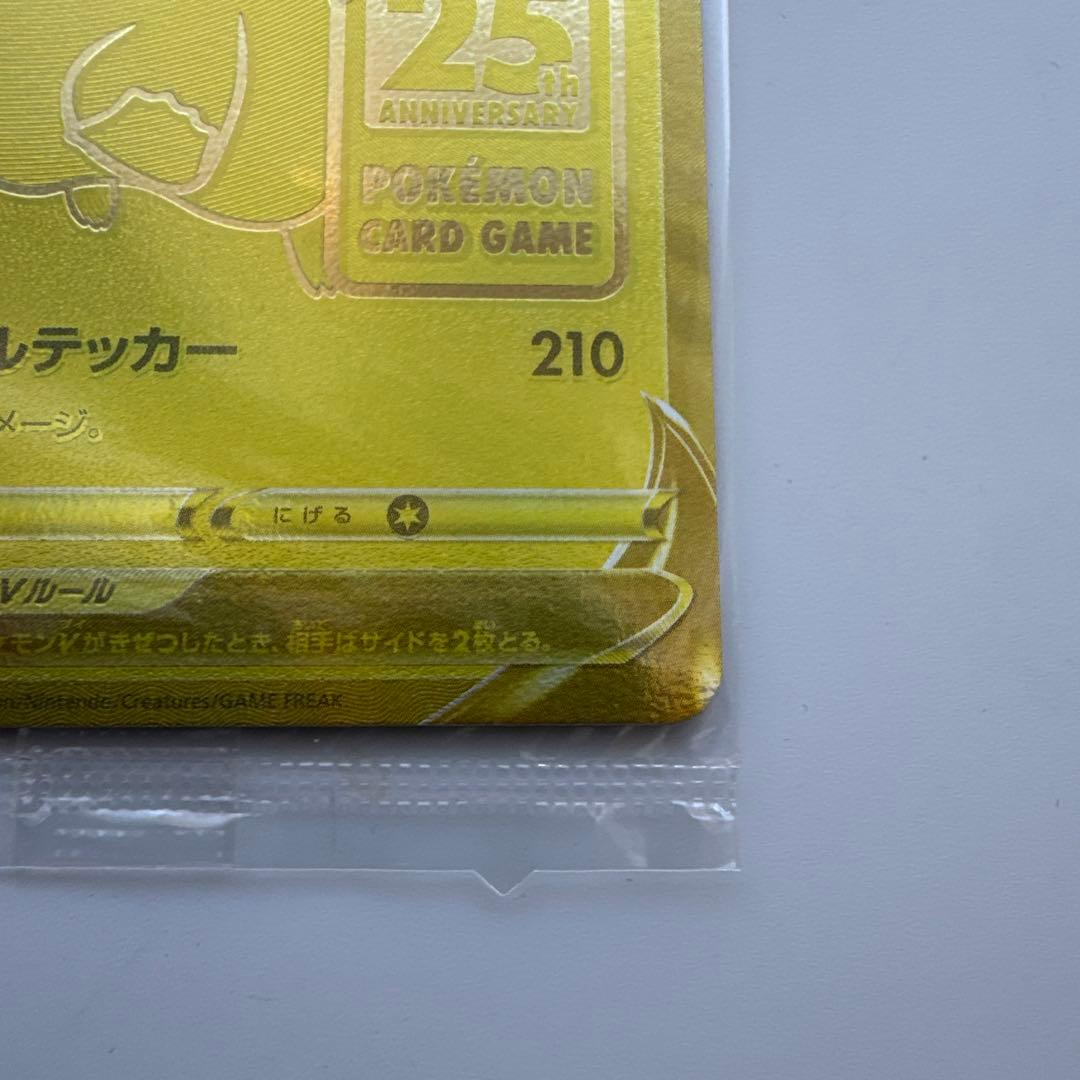 25th
ANNIVERSARY
POKÉMON
CARD GAME
ルテッカー 210
メージ。
にげる
Vルール
モンVがきぜつしたとき、相手はサイドを2枚とる。
/Nintendo/Creatures/GAME FREAK